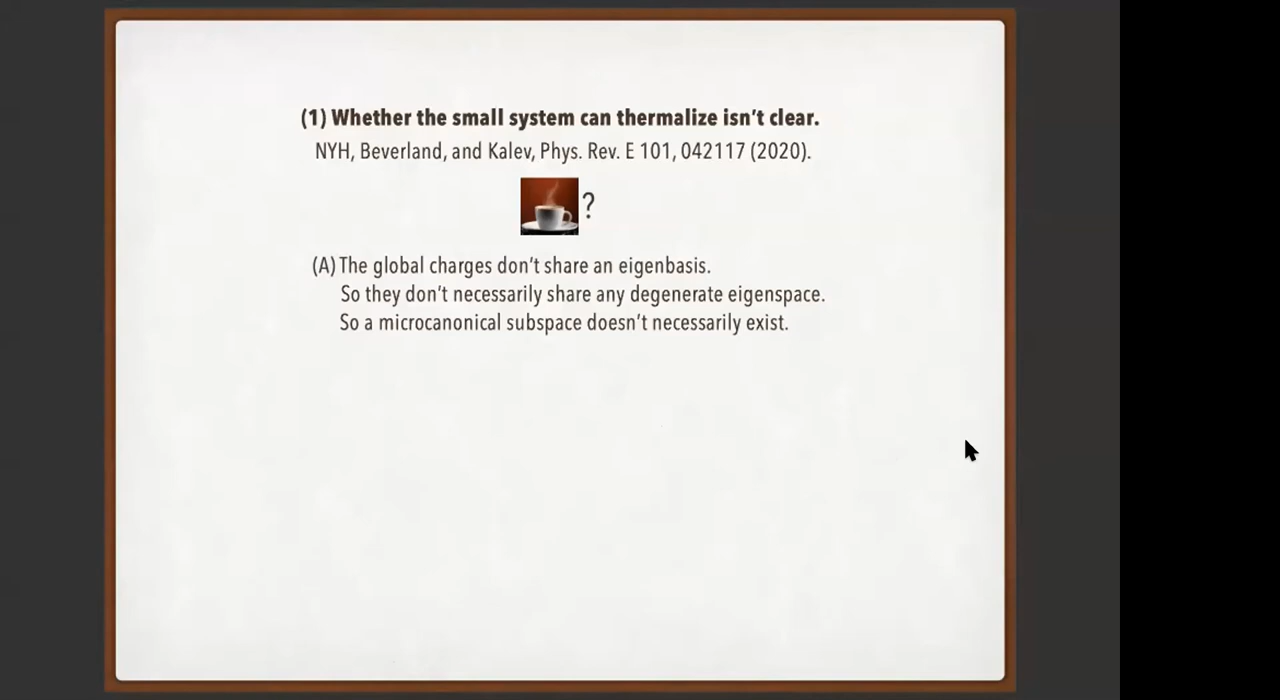 (1) Whether the small system can thermalize isn't clear.
NYH, Beverland, and Kalev, Phys. Rev. E 101, 042117 (2020).
?
(A) The global charges don't share an eigenbasis.
So they don't necessarily share any degenerate eigenspace.
So a microcanonical subspace doesn't necessarily exist.